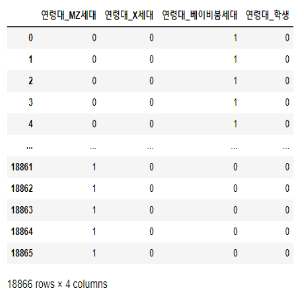 연령대_MZ세대 연령대_X세대 연령대_베이비붐세대 연령대_학생
0 0 0 1 0
1 0 0 1 0
2 0 0 1 0
3 0 0 1 0
4 0 0 1 0
... ... ... ... ...
18861 1 0 0 0
18862 1 0 0 0
18863 1 0 0 0
18864 1 0 0 0
18865 1 0 0 0
18866 rows × 4 columns